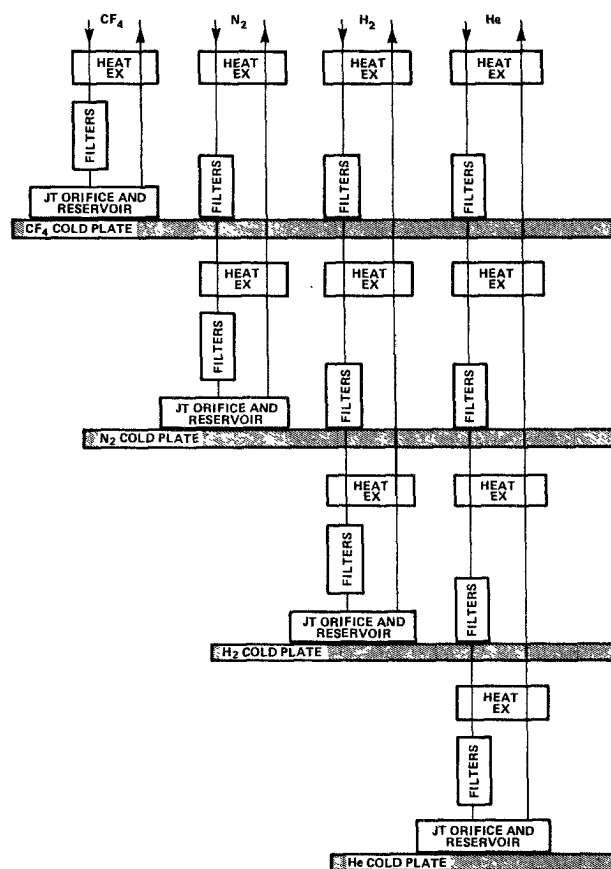 CF₄ N₂ H₂ He
HEAT EX HEAT EX HEAT EX HEAT EX
FILTERS
FILTERS FILTERS FILTERS
JT ORIFICE AND RESERVOIR
CF₄ COLD PLATE
HEAT EX HEAT EX HEAT EX
FILTERS
FILTERS FILTERS
JT ORIFICE AND RESERVOIR
N₂ COLD PLATE
HEAT EX HEAT EX
FILTERS
FILTERS
JT ORIFICE AND RESERVOIR
H₂ COLD PLATE
HEAT EX
FILTERS
JT ORIFICE AND RESERVOIR
He COLD PLATE